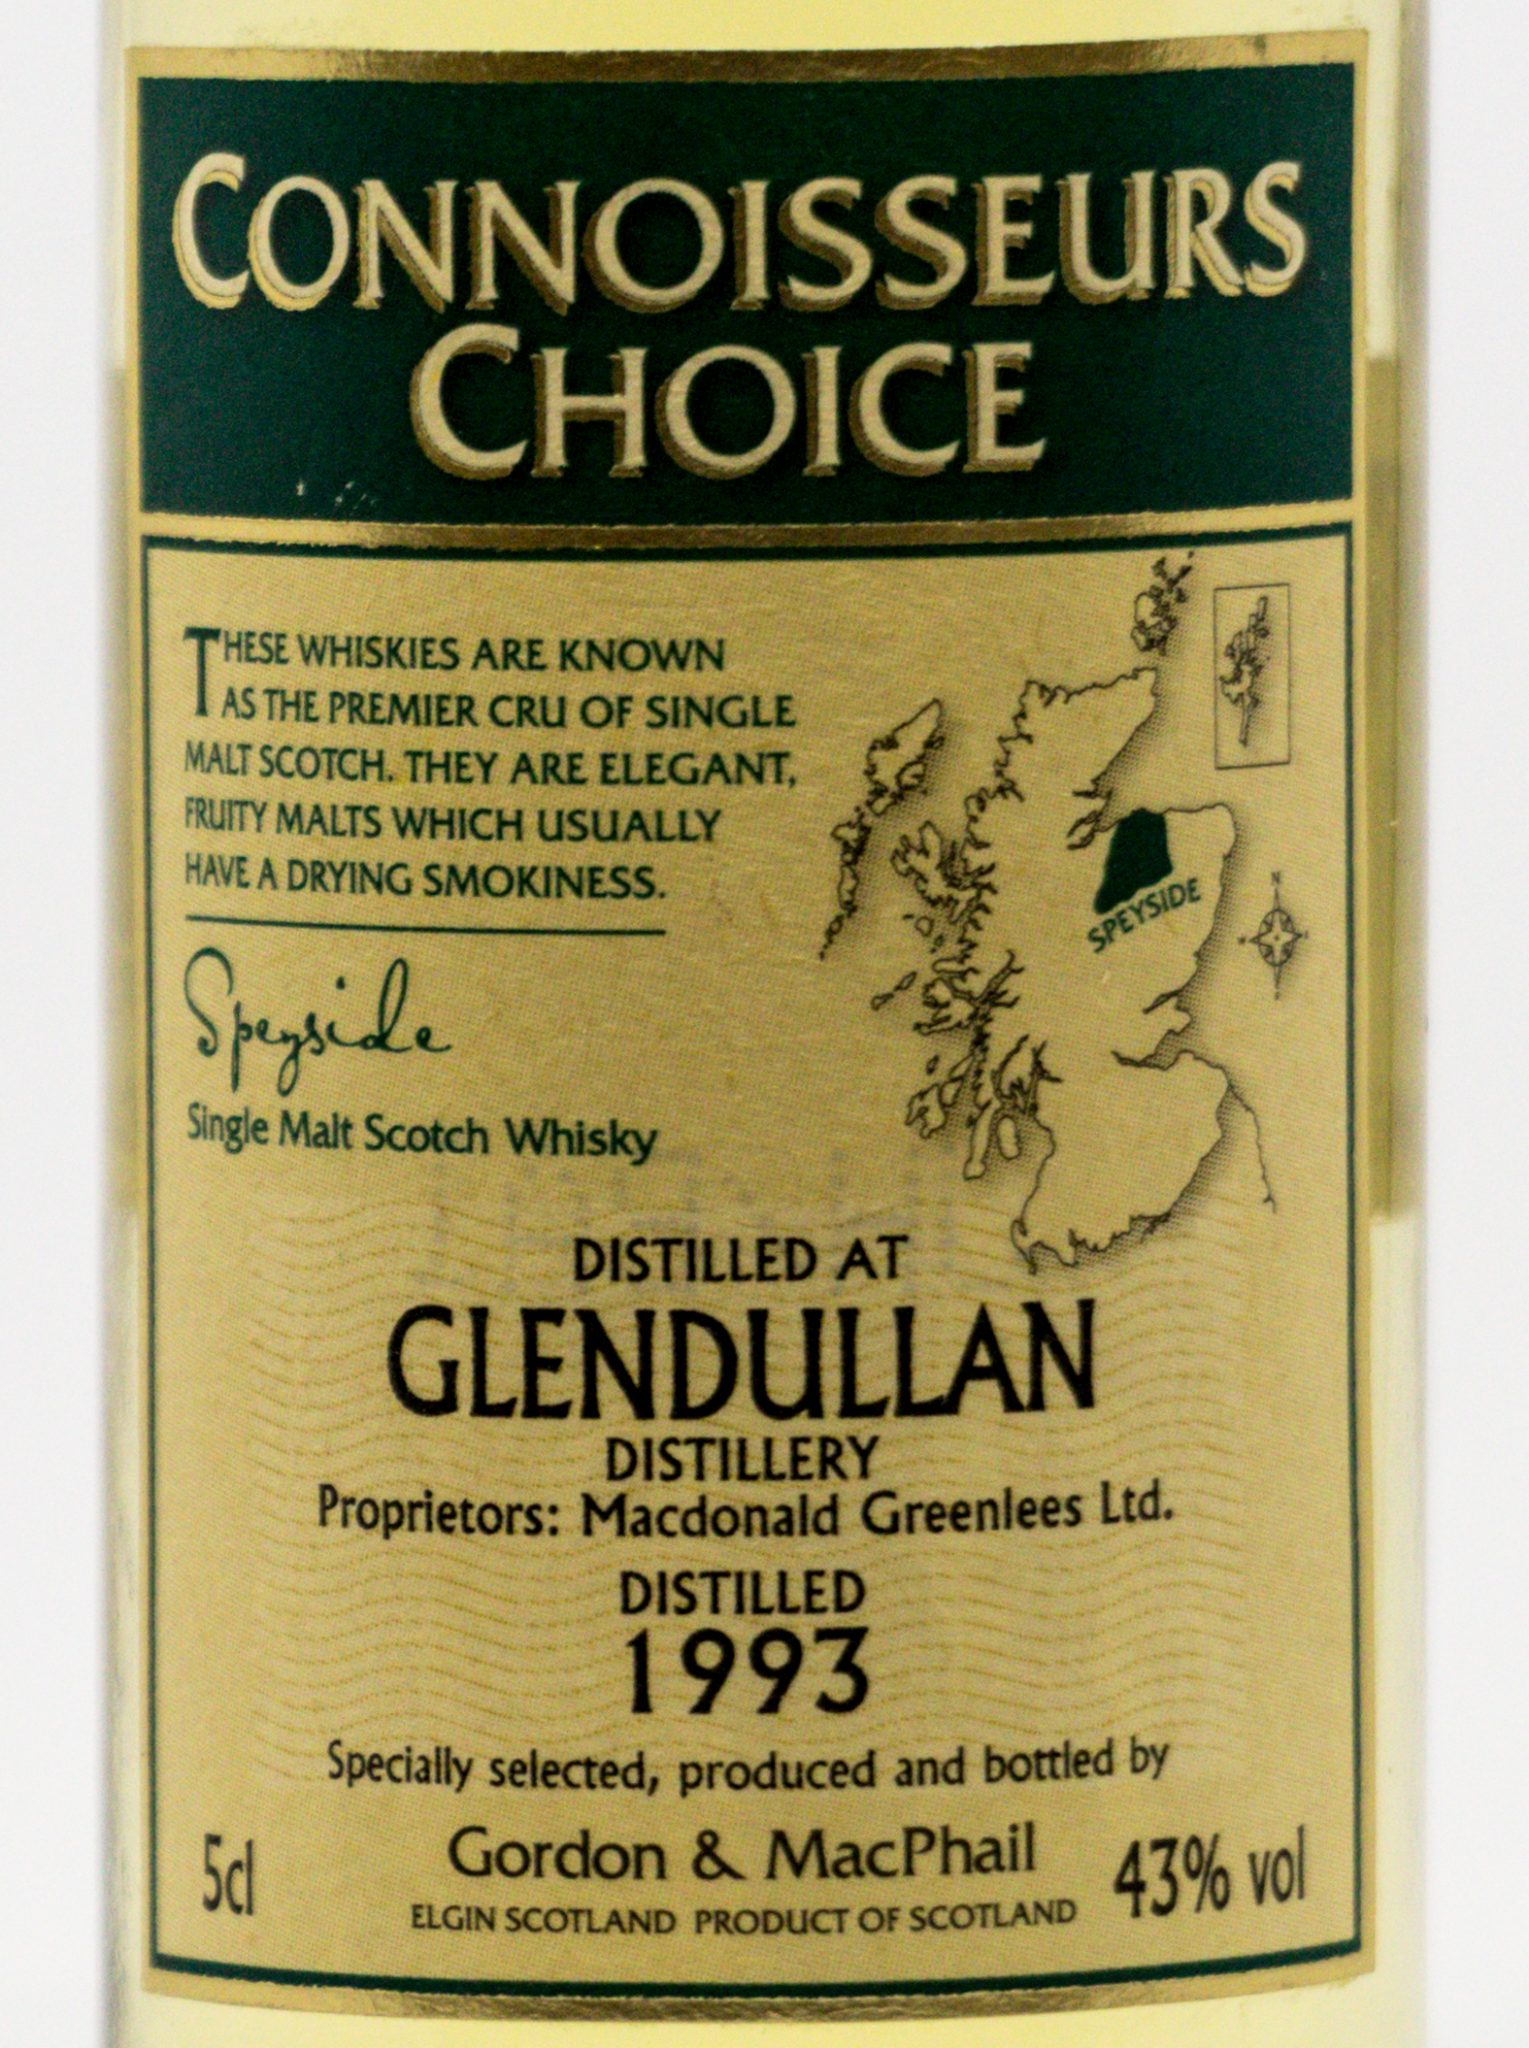 CONNOISSEURS
CHOICE
THESE WHISKIES ARE KNOWN
AS THE PREMIER CRU OF SINGLE
MALT SCOTCH. THEY ARE ELEGANT,
FRUITY MALTS WHICH USUALLY
HAVE A DRYING SMOKINESS.
N
SPEYSIDE
Speyside
Single Malt Scotch Whisky
DISTILLED AT
GLENDULLAN
DISTILLERY
Proprietors: Macdonald Greenlees Ltd.
DISTILLED
1993
Specially selected, produced and bottled by
5cl Gordon & MacPhail 43% vol
ELGIN SCOTLAND PRODUCT OF SCOTLAND